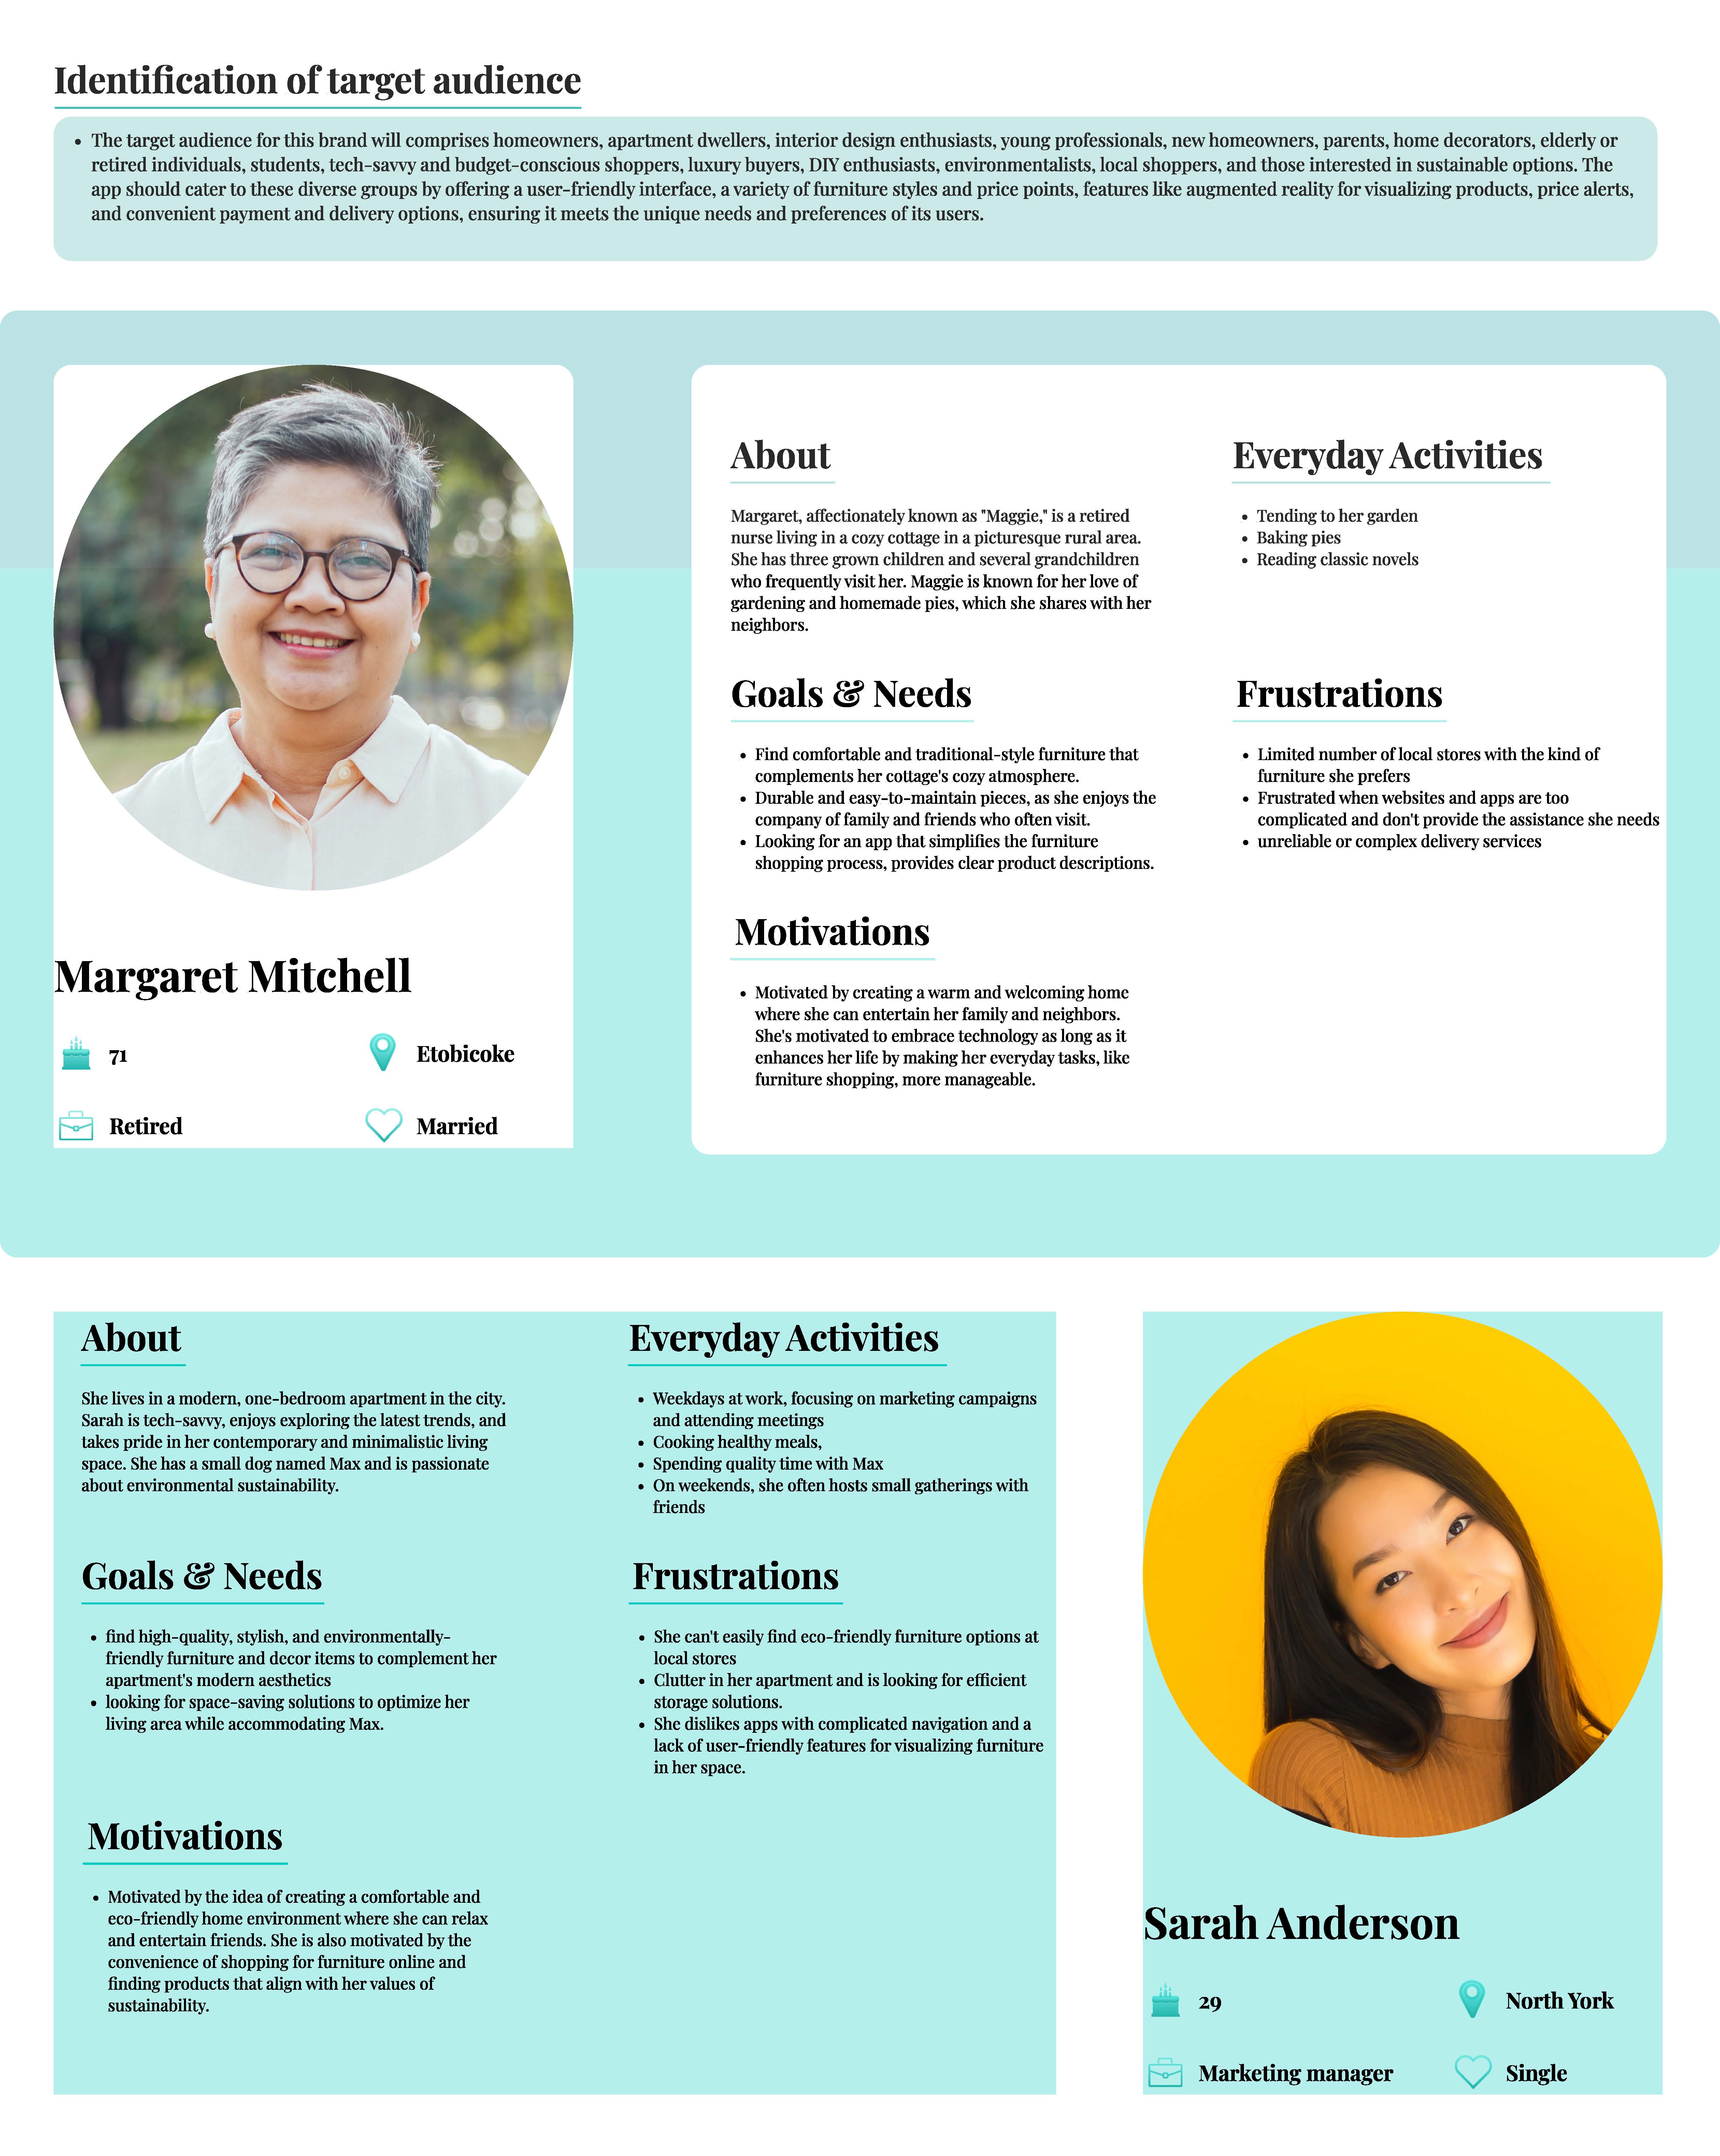 Identification of target audience
• The target audience for this brand will comprises homeowners, apartment dwellers, interior design enthusiasts, young professionals, new homeowners, parents, home decorators, elderly or
retired individuals, students, tech-savvy and budget-conscious shoppers, luxury buyers, DIY enthusiasts, environmentalists, local shoppers, and those interested in sustainable options. The
app should cater to these diverse groups by offering a user-friendly interface, a variety of furniture styles and price points, features like augmented reality for visualizing products, price alerts,
and convenient payment and delivery options, ensuring it meets the unique needs and preferences of its users.
Margaret Mitchell
71
Etobicoke
Retired
Married
About
Margaret, affectionately known as "Maggie," is a retired
nurse living in a cozy cottage in a picturesque rural area.
She has three grown children and several grandchildren
who frequently visit her. Maggie is known for her love of
gardening and homemade pies, which she shares with her
neighbors.
Everyday Activities
• Tending to her garden
• Baking pies
• Reading classic novels
Goals & Needs
• Find comfortable and traditional-style furniture that
complements her cottage's cozy atmosphere.
• Durable and easy-to-maintain pieces, as she enjoys the
company of family and friends who often visit.
• Looking for an app that simplifies the furniture
shopping process, provides clear product descriptions.
Frustrations
• Limited number of local stores with the kind of
furniture she prefers
• Frustrated when websites and apps are too
complicated and don't provide the assistance she needs
• unreliable or complex delivery services
Motivations
• Motivated by creating a warm and welcoming home
where she can entertain her family and neighbors.
She's motivated to embrace technology as long as it
enhances her life by making her everyday tasks, like
furniture shopping, more manageable.
About
She lives in a modern, one-bedroom apartment in the city.
Sarah is tech-savvy, enjoys exploring the latest trends, and
takes pride in her contemporary and minimalistic living
space. She has a small dog named Max and is passionate
about environmental sustainability.
Everyday Activities
• Weekdays at work, focusing on marketing campaigns
and attending meetings
• Cooking healthy meals,
• Spending quality time with Max
• On weekends, she often hosts small gatherings with
friends
Goals & Needs
• find high-quality, stylish, and environmentally-
friendly furniture and decor items to complement her
apartment's modern aesthetics
• looking for space-saving solutions to optimize her
living area while accommodating Max.
Frustrations
• She can't easily find eco-friendly furniture options at
local stores
• Clutter in her apartment and is looking for efficient
storage solutions.
• She dislikes apps with complicated navigation and a
lack of user-friendly features for visualizing furniture
in her space.
Motivations
• Motivated by the idea of creating a comfortable and
eco-friendly home environment where she can relax
and entertain friends. She is also motivated by the
convenience of shopping for furniture online and
finding products that align with her values of
sustainability.
Sarah Anderson
29
North York
Marketing manager
Single